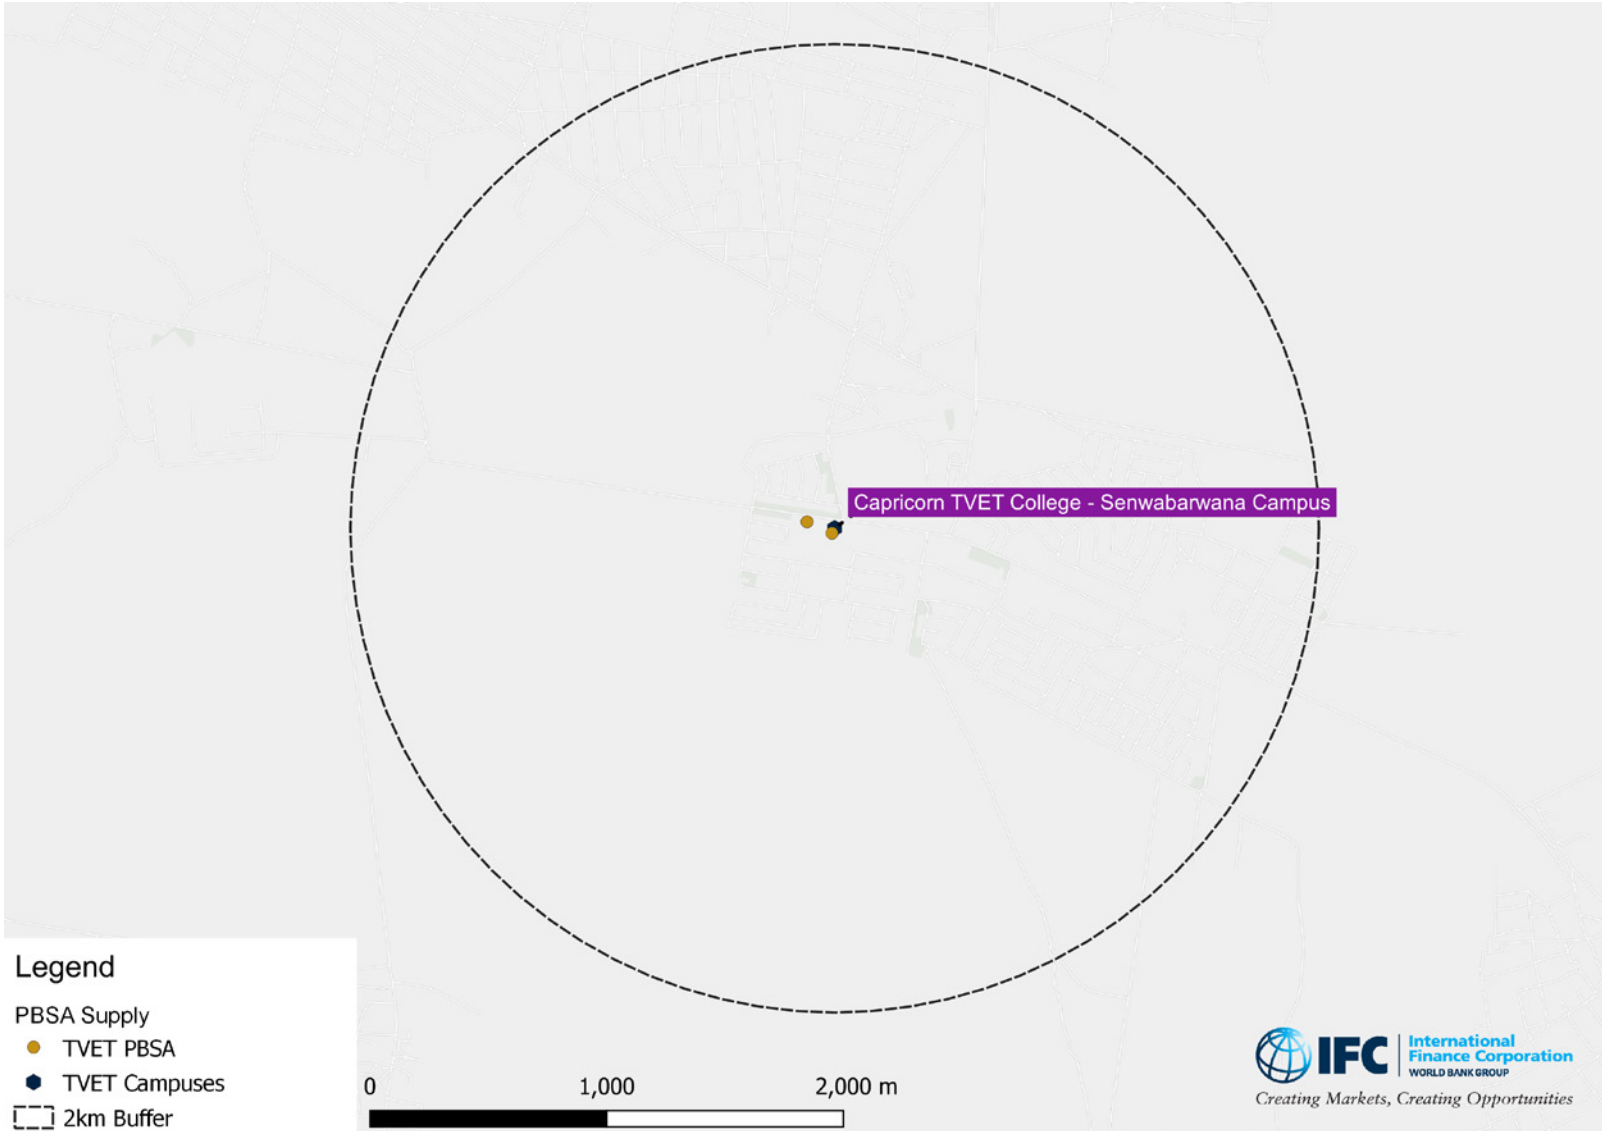 Capricorn TVET College - Senwabarwana Campus
Legend
PBSA Supply
TVET PBSA
TVET Campuses
2km Buffer
0 1,000 2,000 m
IFC
International
Finance Corporation
WORLD BANK GROUP
Creating Markets, Creating Opportunities